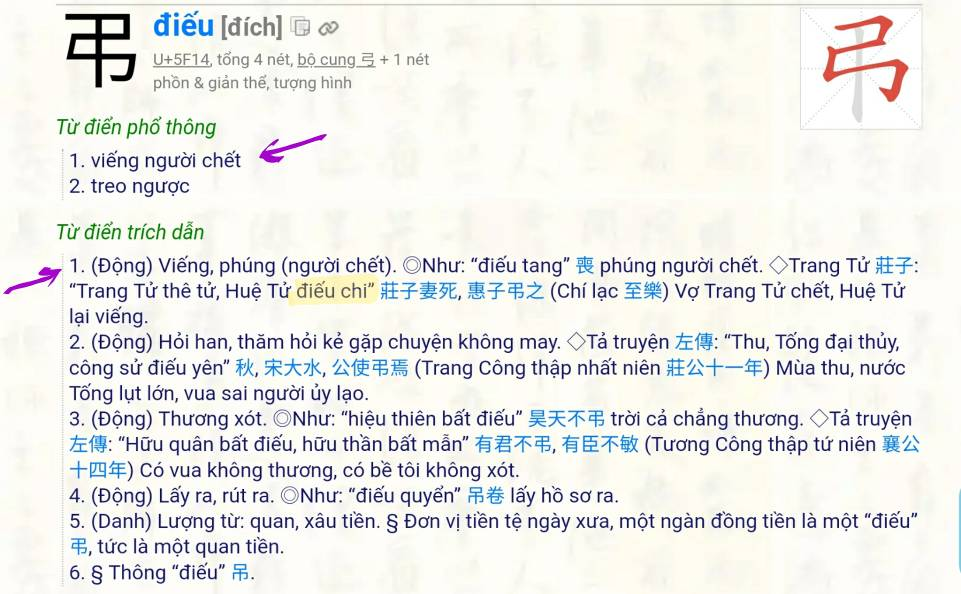 弔 điếu [đích]
U+5F14, tổng 4 nét, bộ cung 弓 + 1 nét
phồn & giản thể, tượng hình
弓
Từ điển phổ thông
1. viếng người chết
2. treo ngược
Từ điển trích dẫn
1. (Động) Viếng, phúng (người chết). ◎Như: “điếu tang” 喪 phúng người chết. ◇Trang Tử 莊子:
“Trang Tử thê tử, Huệ Tử điếu chi” 莊子妻死, 惠子弔之 (Chí lạc 至樂) Vợ Trang Tử chết, Huệ Tử
lại viếng.
2. (Động) Hỏi han, thăm hỏi kẻ gặp chuyện không may. ◇Tả truyện 左傳: “Thu, Tống đại thủy,
công sử điếu yên” 秋, 宋大水, 公使弔焉 (Trang Công thập nhất niên 莊公十一年) Mùa thu, nước
Tống lụt lớn, vua sai người ủy lạo.
3. (Động) Thương xót. ◎Như: “hiệu thiên bất điếu” 昊天不弔 trời cả chẳng thương. ◇Tả truyện
左傳: “Hữu quân bất điếu, hữu thần bất mẫn” 有君不弔, 有臣不敏 (Tương Công thập tứ niên 襄公
十四年) Có vua không thương, có bề tôi không xót.
4. (Động) Lấy ra, rút ra. ◎Như: “điếu quyển” 吊卷 lấy hồ sơ ra.
5. (Danh) Lượng từ: quan, xâu tiền. § Đơn vị tiền tệ ngày xưa, một ngàn đồng tiền là một “điếu”
弔, tức là một quan tiền.
6. § Thông “điếu” 吊.